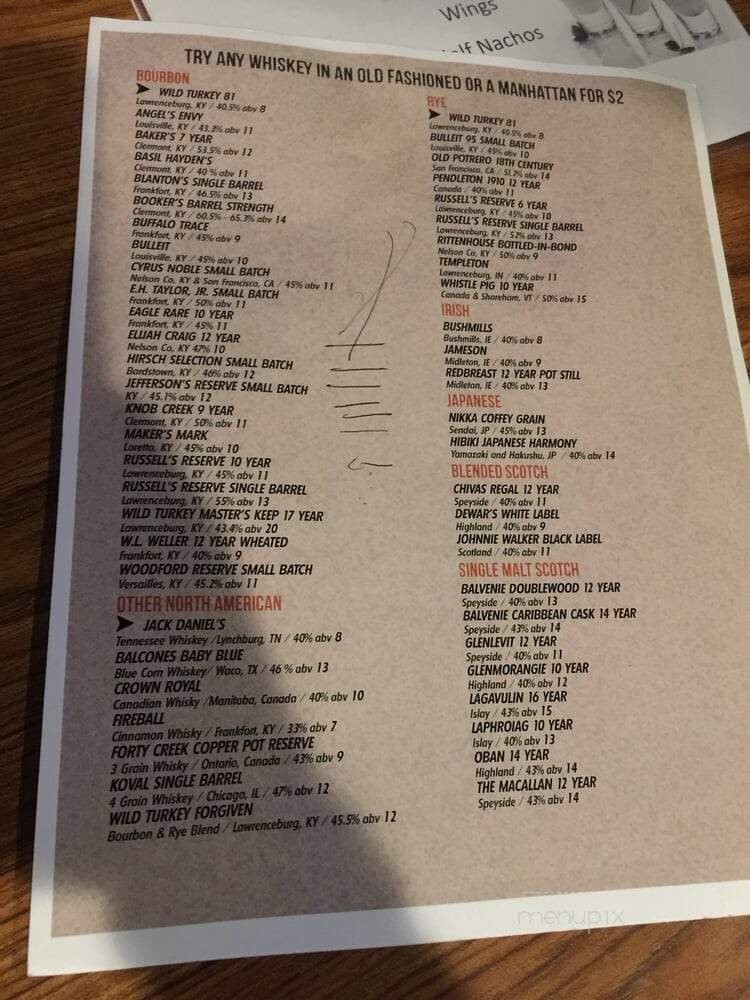 Wings
lf Nachos
TRY ANY WHISKEY IN AN OLD FASHIONED OR A MANHATTAN FOR $2
BOURBON
WILD TURKEY 81
Lawrenceburg, KY / 40.5% abv 8
ANGEL'S ENVY
Louisville, KY / 43.3% abv 11
BAKER'S 7 YEAR
Clermont, KY / 53.5% abv 12
BASIL HAYDEN'S
Clermont, KY / 40 % abv 11
BLANTON'S SINGLE BARREL
Frankfort, KY / 46.5% abv 13
BOOKER'S BARREL STRENGTH
Clermont, KY / 60.5% - 65.3% abv 14
BUFFALO TRACE
Frankfort, KY / 45% abv 9
BULLEIT
Louisville, KY / 45% abv 10
CYRUS NOBLE SMALL BATCH
Nelson Co, KY & San Francisco, CA / 45% abv 11
E.H. TAYLOR, JR. SMALL BATCH
Frankfort, KY / 50% abv 11
EAGLE RARE 10 YEAR
Frankfort, KY / 45% 11
ELIJAH CRAIG 12 YEAR
Nelson Co, KY 47% 10
HIRSCH SELECTION SMALL BATCH
Bardstown, KY / 46% abv 12
JEFFERSON'S RESERVE SMALL BATCH
KY / 45.1% abv 12
KNOB CREEK 9 YEAR
Clermont, KY / 50% abv 11
MAKER'S MARK
Loretto, KY / 45% abv 10
RUSSELL'S RESERVE 10 YEAR
Lawrenceburg, KY / 45% abv 11
RUSSELL'S RESERVE SINGLE BARREL
Lawrenceburg, KY / 55% abv 13
WILD TURKEY MASTER'S KEEP 17 YEAR
Lawrenceburg, KY / 43.4% abv 20
W.L. WELLER 12 YEAR WHEATED
Frankfort, KY / 40% abv 9
WOODFORD RESERVE SMALL BATCH
Versailles, KY / 45.2% abv 11
OTHER NORTH AMERICAN
JACK DANIEL'S
Tennessee Whiskey /Lynchburg, TN / 40% abv 8
BALCONES BABY BLUE
Blue Corn Whiskey/ Waco, TX / 46 % abv 13
CROWN ROYAL
Canadian Whisky /Manitoba, Canada / 40% abv 10
FIREBALL
Cinnamon Whisky / Frankfort, KY / 33% abv 7
FORTY CREEK COPPER POT RESERVE
3 Grain Whisky / Ontario, Canada / 43% abv 9
KOVAL SINGLE BARREL
4 Grain Whiskey / Chicago, IL / 47% abv 12
WILD TURKEY FORGIVEN
Bourbon & Rye Blend / Lawrenceburg, KY / 45.5% abv 12
RYE
WILD TURKEY 81
Lawrenceburg, KY / 40.5% abv 8
BULLEIT 95 SMALL BATCH
Louisville, KY / 45% abv 10
OLD POTRERO 18TH CENTURY
San Francisco, CA / 51.2% abv 14
PENDLETON 1910 12 YEAR
Canada / 40% abv 11
RUSSELL'S RESERVE 6 YEAR
Lawrenceburg, KY / 45% abv 10
RUSSELL'S RESERVE SINGLE BARREL
Lawrenceburg, KY / 52% abv 13
RITTENHOUSE BOTTLED-IN-BOND
Nelson Co, KY / 50% abv 9
TEMPLETON
Lawrenceburg, IN / 40% abv 11
WHISTLE PIG 10 YEAR
Canada & Shoreham, VT / 50% abv 15
IRISH
BUSHMILLS
Bushmills, IE / 40% abv 8
JAMESON
Midleton, IE / 40% abv 9
REDBREAST 12 YEAR POT STILL
Midleton, IE / 40% abv 13
JAPANESE
NIKKA COFFEY GRAIN
Sendai, JP / 45% abv 13
HIBIKI JAPANESE HARMONY
Yamazaki and Hakushu, JP / 40% abv 14
BLENDED SCOTCH
CHIVAS REGAL 12 YEAR
Speyside / 40% abv 11
DEWAR'S WHITE LABEL
Highland / 40% abv 9
JOHNNIE WALKER BLACK LABEL
Scotland / 40% abv 11
SINGLE MALT SCOTCH
BALVENIE DOUBLEWOOD 12 YEAR
Speyside / 40% abv 13
BALVENIE CARIBBEAN CASK 14 YEAR
Speyside / 43% abv 14
GLENLEVIT 12 YEAR
Speyside / 40% abv 11
GLENMORANGIE 10 YEAR
Highland / 40% abv 12
LAGAVULIN 16 YEAR
Islay / 43% abv 15
LAPHROAIG 10 YEAR
Islay / 40% abv 13
OBAN 14 YEAR
Highland / 43% abv 14
THE MACALLAN 12 YEAR
Speyside / 43% abv 14
menupix